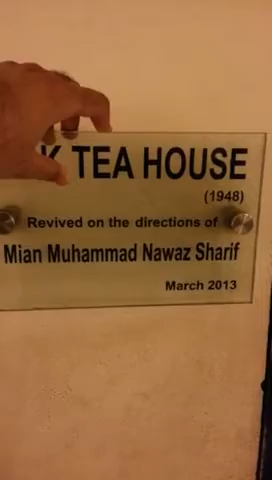 K TEA HOUSE
(1948)
Revived on the directions of
Mian Muhammad Nawaz Sharif
March 2013